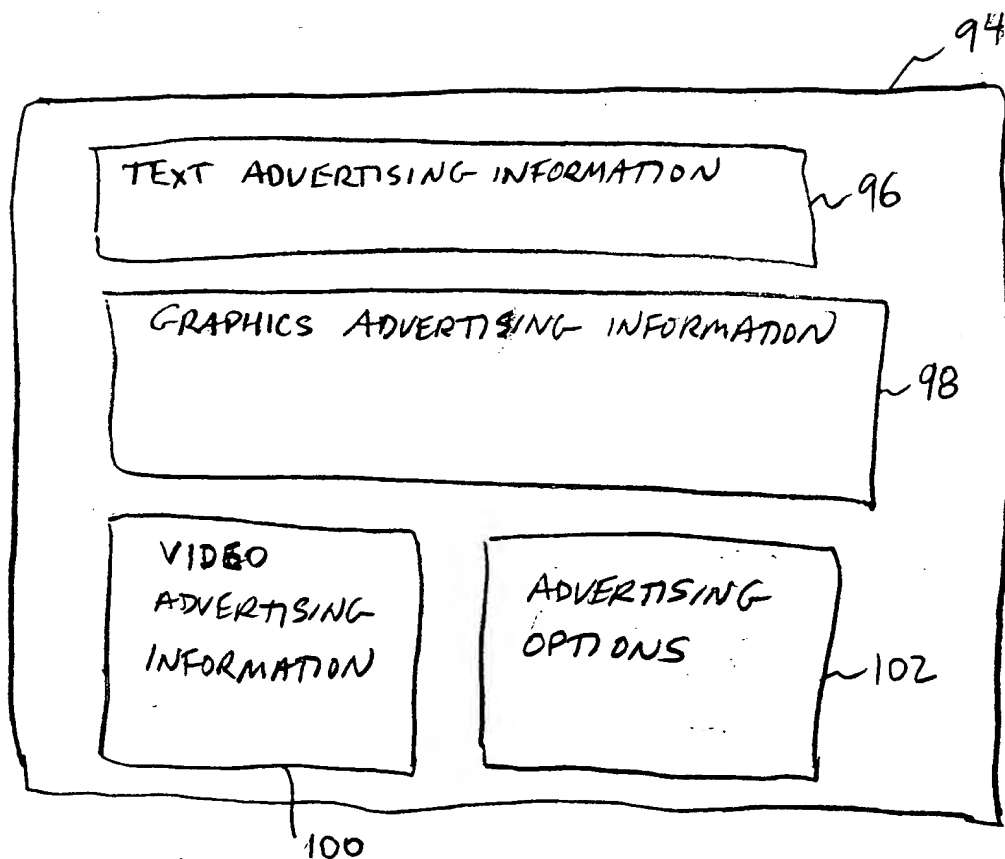 94
TEXT ADVERTISING INFORMATION
96
GRAPHICS ADVERTISING INFORMATION
98
VIDEO
ADVERTISING
INFORMATION
ADVERTISING
OPTIONS
102
100